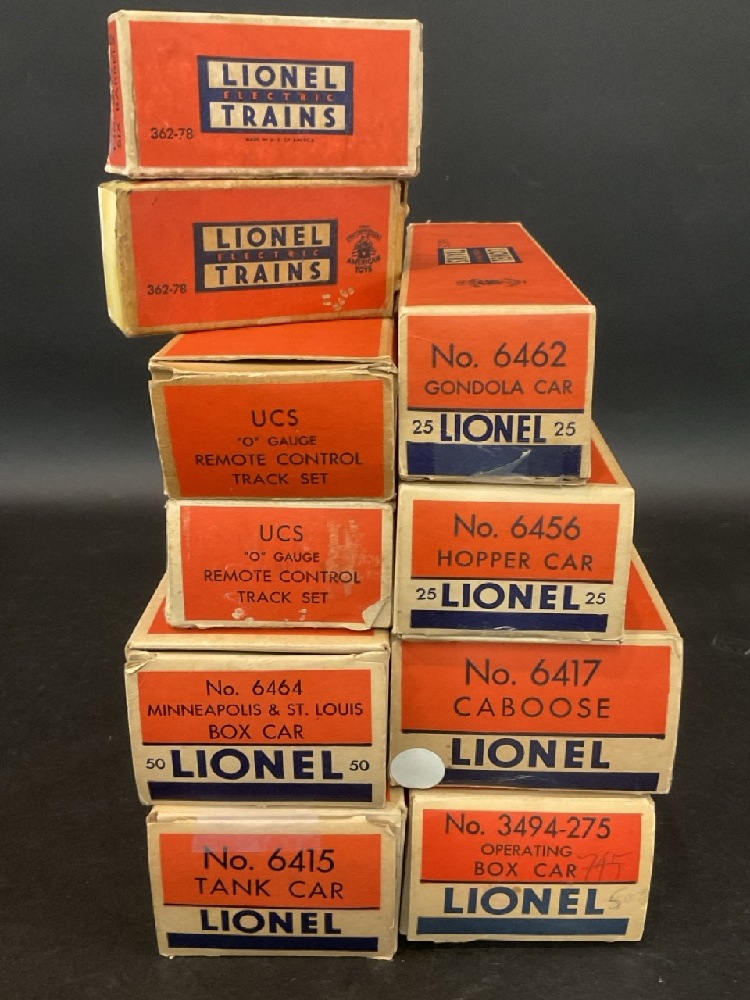 LIONEL
ELECTRIC
TRAINS
362-78
MADE IN U.S. OF AMERICA
SIX BARRELS
LIONEL
ELECTRIC
TRAINS
362-78
AMERICAN
TOYS
No. 6462
GONDOLA CAR
25 LIONEL 25
UCS
"O" GAUGE
REMOTE CONTROL
TRACK SET
UCS
"O" GAUGE
REMOTE CONTROL
TRACK SET
No. 6456
HOPPER CAR
25 LIONEL 25
No. 6464
MINNEAPOLIS & ST. LOUIS
BOX CAR
50 LIONEL 50
No. 6417
CABOOSE
LIONEL
No. 6415
TANK CAR
LIONEL
No. 3494-275
OPERATING
BOX CAR 745
LIONEL